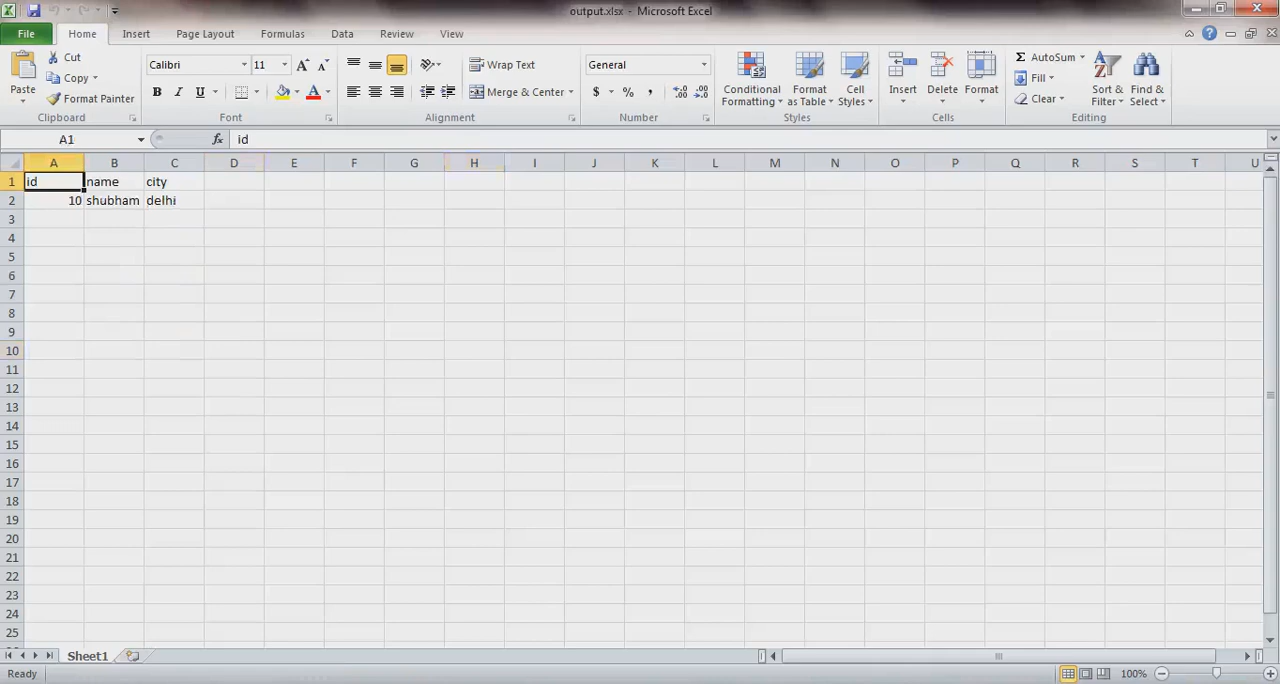 output.xlsx - Microsoft Excel
File Home Insert Page Layout Formulas Data Review View
Paste
Cut
Copy
Format Painter
Clipboard
Calibri 11 A A
B I U A
Font
Wrap Text
Merge & Center
Alignment
General
$ % , .0 .00 .00 .0
Number
Conditional Formatting
Format as Table
Cell Styles
Styles
Insert Delete Format
Cells
Σ AutoSum
Fill
Clear
Sort & Filter
Find & Select
Editing
A1 fx id
A B C D E F G H I J K L M N O P Q R S T U
1 id name city
2 10 shubham delhi
3
4
5
6
7
8
9
10
11
12
13
14
15
16
17
18
19
20
21
22
23
24
25
Sheet1
Ready 100%